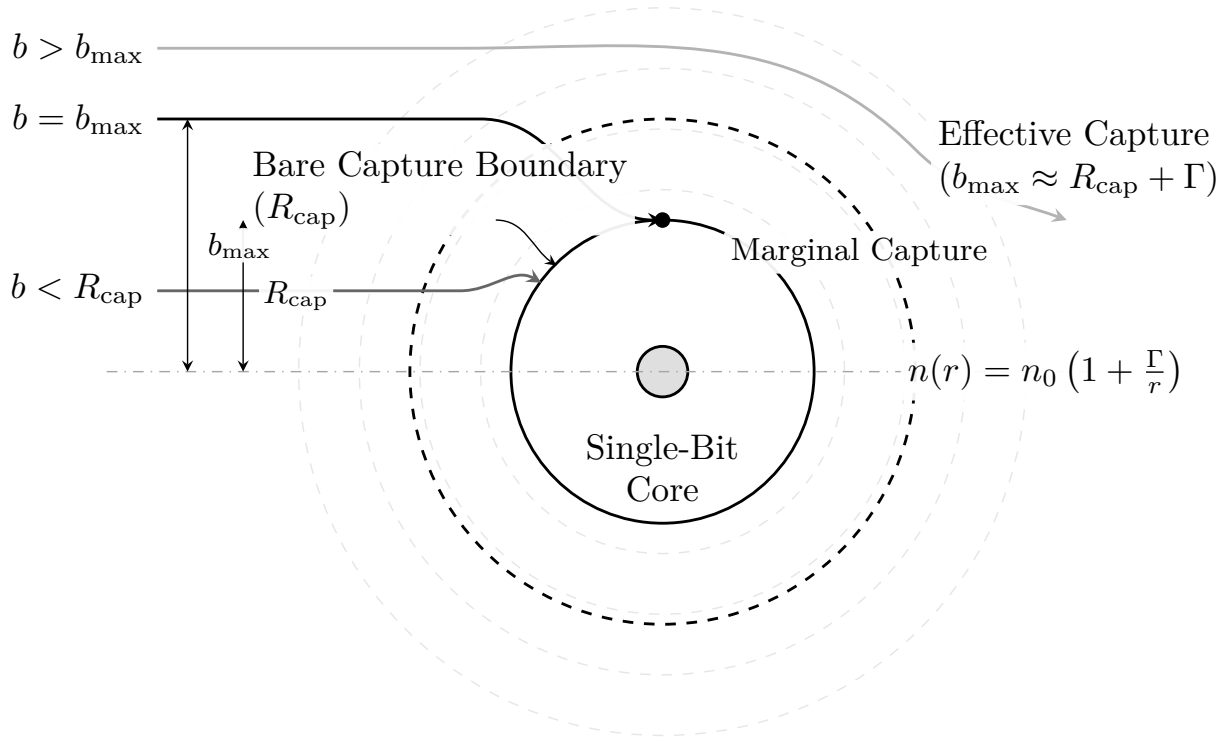 b > b_max
b = b_max
Effective Capture
(b_max ≈ R_cap + Γ)
Bare Capture Boundary
(R_cap)
b_max
Marginal Capture
b < R_cap
R_cap
n(r) = n_0 (1 + Γ/r)
Single-Bit
Core